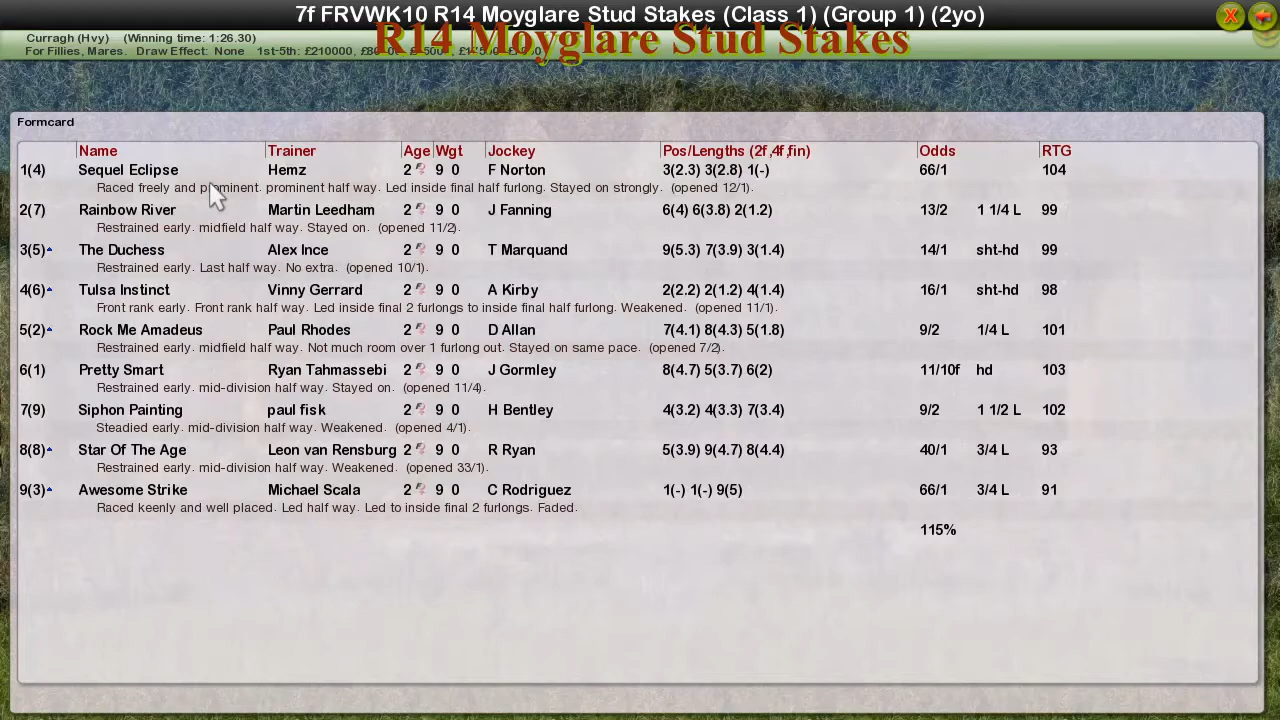 7f FRVWK10 R14 Moyglare Stud Stakes (Class 1) (Group 1) (2yo)
R14 Moyglare Stud Stakes
Curragh (Hvy) (Winning time: 1:26.30)
For Fillies, Mares. Draw Effect: None 1st-5th: £210000,
Formcard
Name Trainer Age Wgt Jockey Pos/Lengths (2f,4f,fin) Odds RTG
1(4) Sequel Eclipse Hemz 2 9 0 F Norton 3(2.3) 3(2.8) 1(-) 66/1 104
Raced freely and prominent. prominent half way. Led inside final half furlong. Stayed on strongly. (opened 12/1).
2(7) Rainbow River Martin Leedham 2 9 0 J Fanning 6(4) 6(3.8) 2(1.2) 13/2 1 1/4 L 99
Restrained early. midfield half way. Stayed on. (opened 11/2).
3(5) The Duchess Alex Ince 2 9 0 T Marquand 9(5.3) 7(3.9) 3(1.4) 14/1 sht-hd 99
Restrained early. Last half way. No extra. (opened 10/1).
4(6) Tulsa Instinct Vinny Gerrard 2 9 0 A Kirby 2(2.2) 2(1.2) 4(1.4) 16/1 sht-hd 98
Front rank early. Front rank half way. Led inside final 2 furlongs to inside final half furlong. Weakened. (opened 11/1).
5(2) Rock Me Amadeus Paul Rhodes 2 9 0 D Allan 7(4.1) 8(4.3) 5(1.8) 9/2 1/4 L 101
Restrained early. midfield half way. Not much room over 1 furlong out. Stayed on same pace. (opened 7/2).
6(1) Pretty Smart Ryan Tahmassebi 2 9 0 J Gormley 8(4.7) 5(3.7) 6(2) 11/10f hd 103
Restrained early. mid-division half way. Stayed on. (opened 11/4).
7(9) Siphon Painting paul fisk 2 9 0 H Bentley 4(3.2) 4(3.3) 7(3.4) 9/2 1 1/2 L 102
Steadied early. mid-division half way. Weakened. (opened 4/1).
8(8) Star Of The Age Leon van Rensburg 2 9 0 R Ryan 5(3.9) 9(4.7) 8(4.4) 40/1 3/4 L 93
Restrained early. mid-division half way. Weakened. (opened 33/1).
9(3) Awesome Strike Michael Scala 2 9 0 C Rodriguez 1(-) 1(-) 9(5) 66/1 3/4 L 91
Raced keenly and well placed. Led half way. Led to inside final 2 furlongs. Faded.
115%